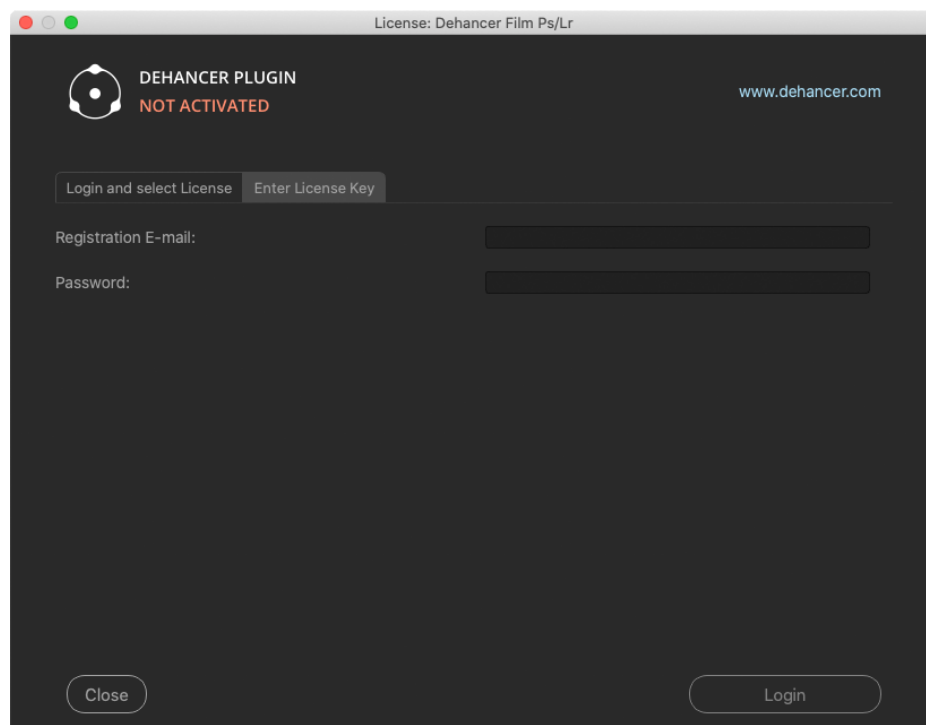 License: Dehancer Film Ps/Lr
DEHANCER PLUGIN
NOT ACTIVATED
www.dehancer.com
Login and select License
Enter License Key
Registration E-mail:
Password:
Close
Login